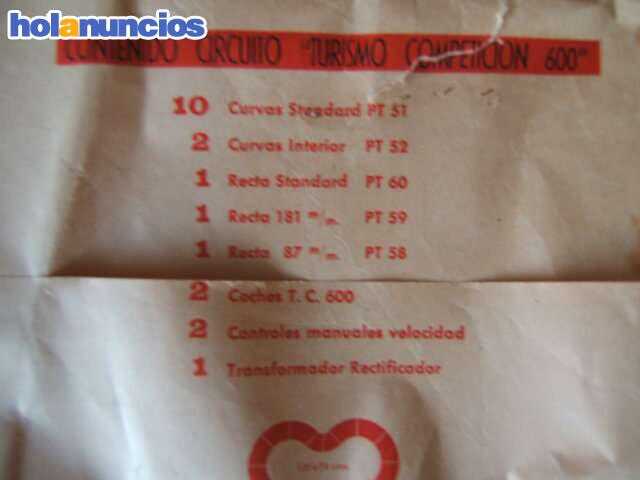 holanuncios
CONTENIDO CIRCUITO "TURISMO COMPETICION 600"
10 Curvas Standard PT 51
2 Curvas Interior PT 52
1 Recta Standard PT 60
1 Recta 181 m/m. PT 59
1 Recta 87 m/m. PT 58
2 Coches T. C. 600
2 Controles manuales velocidad
1 Transformador Rectificador